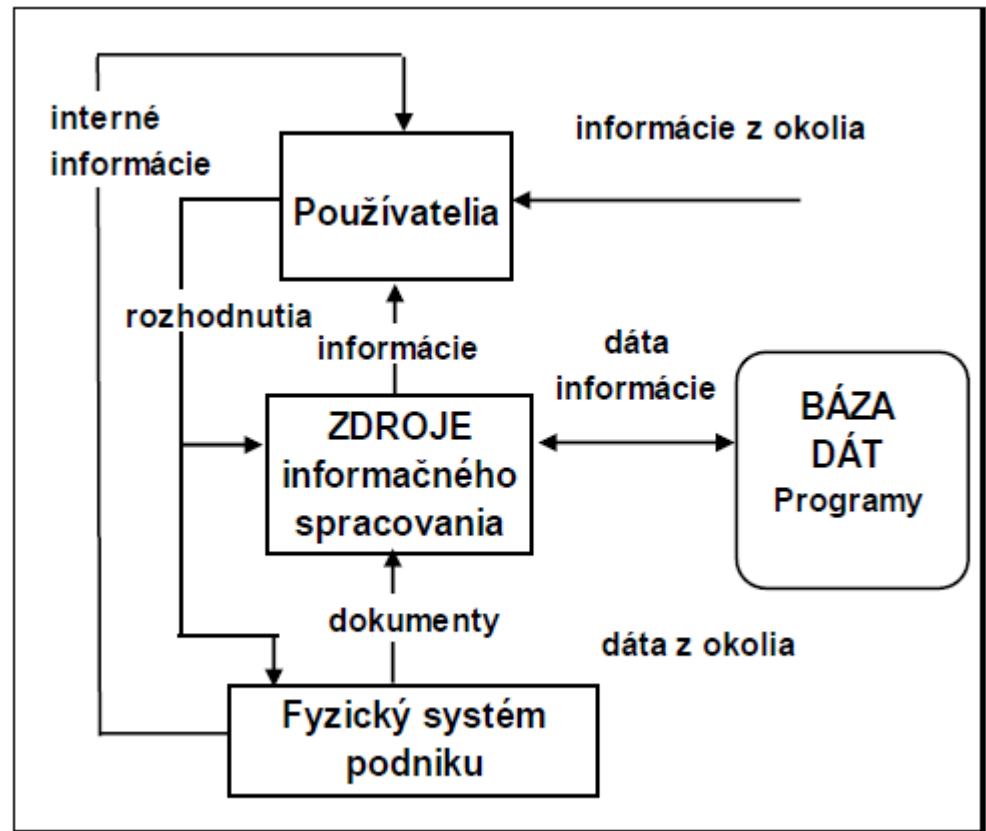 interné
informácie
informácie z okolia
Používatelia
rozhodnutia
informácie
dáta
informácie
ZDROJE
informačného
spracovania
BÁZA
DÁT
Programy
dokumenty
dáta z okolia
Fyzický systém
podniku